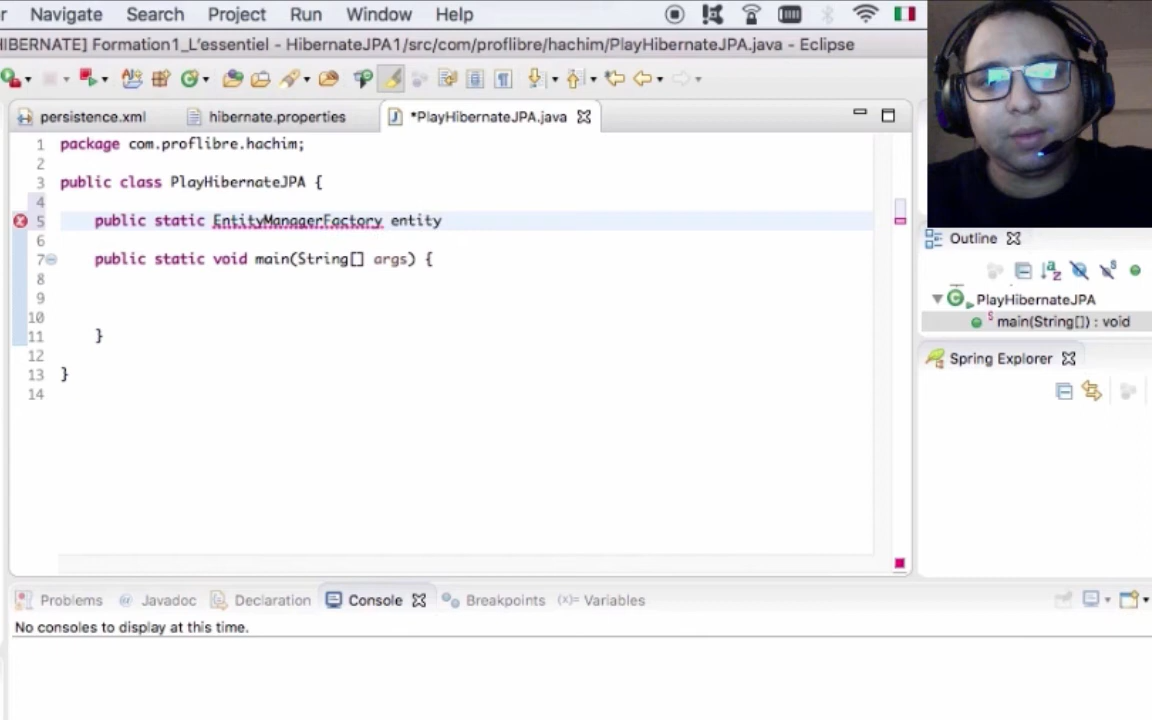 r Navigate Search Project Run Window Help
HIBERNATE] Formation1_L'essentiel - HibernateJPA1/src/com/proflibre/hachim/PlayHibernateJPA.java - Eclipse
persistence.xml hibernate.properties *PlayHibernateJPA.java
1 package com.proflibre.hachim;
2
3 public class PlayHibernateJPA {
4
5 public static EntityManagerFactory entity
6
7 public static void main(String[] args) {
8
9
10
11 }
12
13 }
14
Outline
PlayHibernateJPA
S main(String[]) : void
Spring Explorer
Problems @ Javadoc Declaration Console Breakpoints (x)= Variables
No consoles to display at this time.